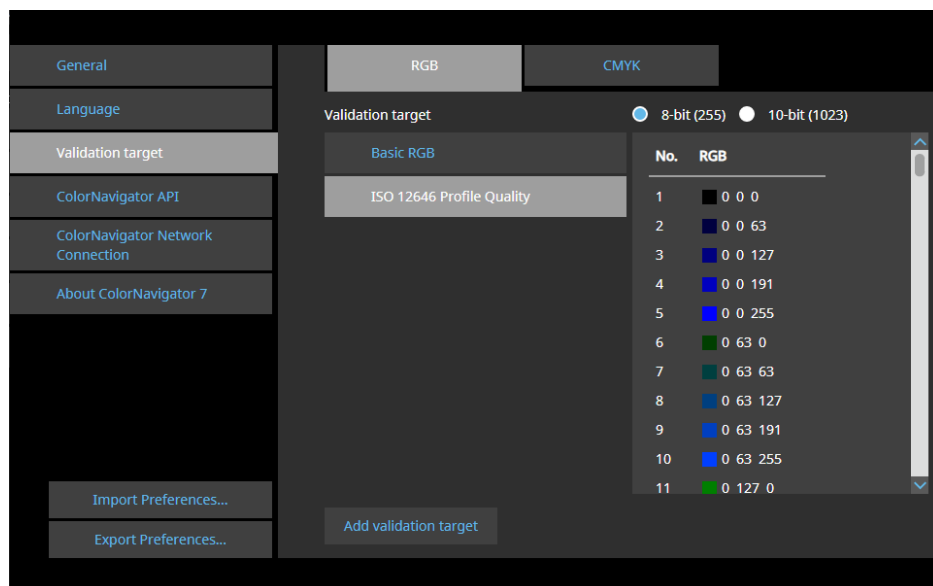 General
Language
Validation target
ColorNavigator API
ColorNavigator Network
Connection
About ColorNavigator 7
Import Preferences...
Export Preferences...
RGB
CMYK
Validation target
8-bit (255)
10-bit (1023)
Basic RGB
ISO 12646 Profile Quality
No. RGB
1 0 0 0
2 0 0 63
3 0 0 127
4 0 0 191
5 0 0 255
6 0 63 0
7 0 63 63
8 0 63 127
9 0 63 191
10 0 63 255
11 0 127 0
Add validation target